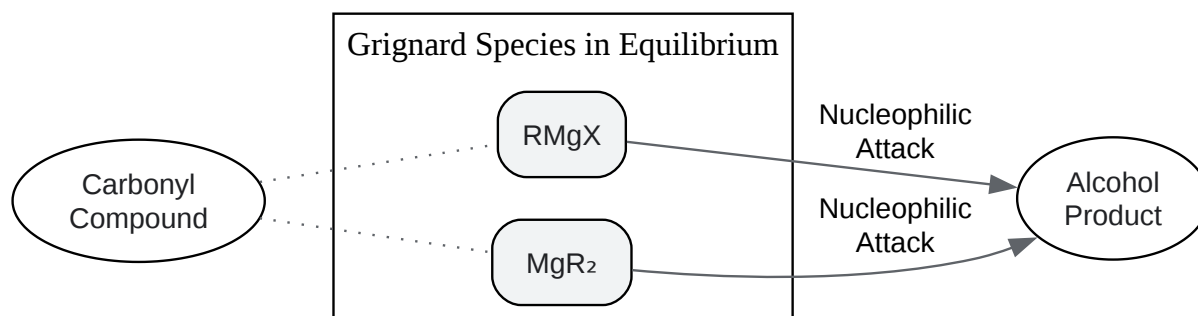 Grignard Species in Equilibrium
Carbonyl
Compound
RMgX
MgR₂
Nucleophilic
Attack
Nucleophilic
Attack
Alcohol
Product